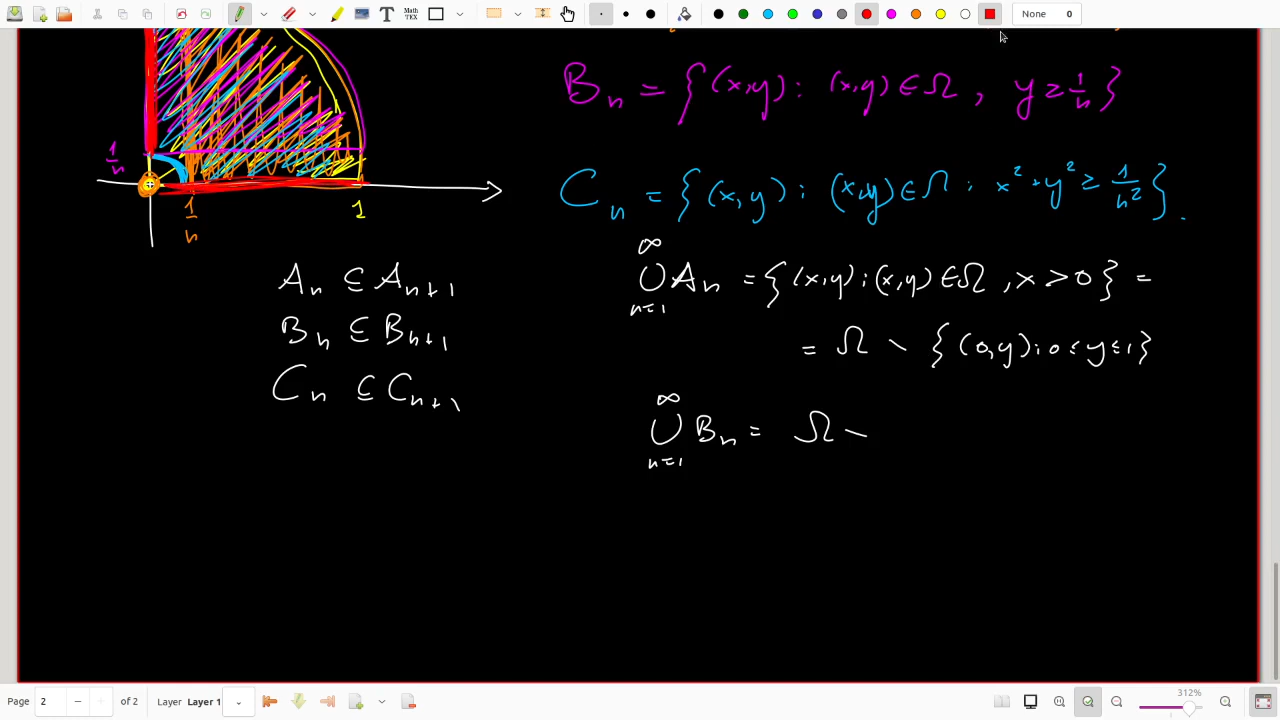 None 0
B_n = {(x,y) : (x,y) ∈ Ω, y ≥ 1/n}
1/n
C_n = {(x,y) : (x,y) ∈ Ω : x² + y² ≥ 1/n²}.
1/n
1
A_n ⊆ A_{n+1}
⋃_{n=1}^∞ A_n = {(x,y) : (x,y) ∈ Ω, x > 0} =
B_n ⊆ B_{n+1}
= Ω \ {(0,y) : 0 ≤ y ≤ 1}
C_n ⊆ C_{n+1}
⋃_{n=1}^∞ B_n = Ω \
Page 2 of 2 Layer Layer 1 312%